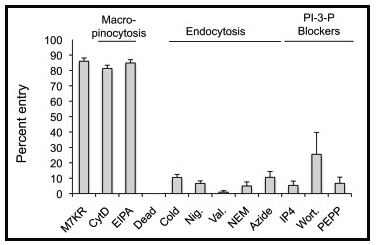 Macro-
pinocytosis
Endocytosis
PI-3-P
Blockers
Percent entry
100
90
80
70
60
50
40
30
20
10
0
M7KR
CytD
EIPA
Dead
Cold
Nig.
Val.
NEM
Azide
IP4
Wort.
PEPP